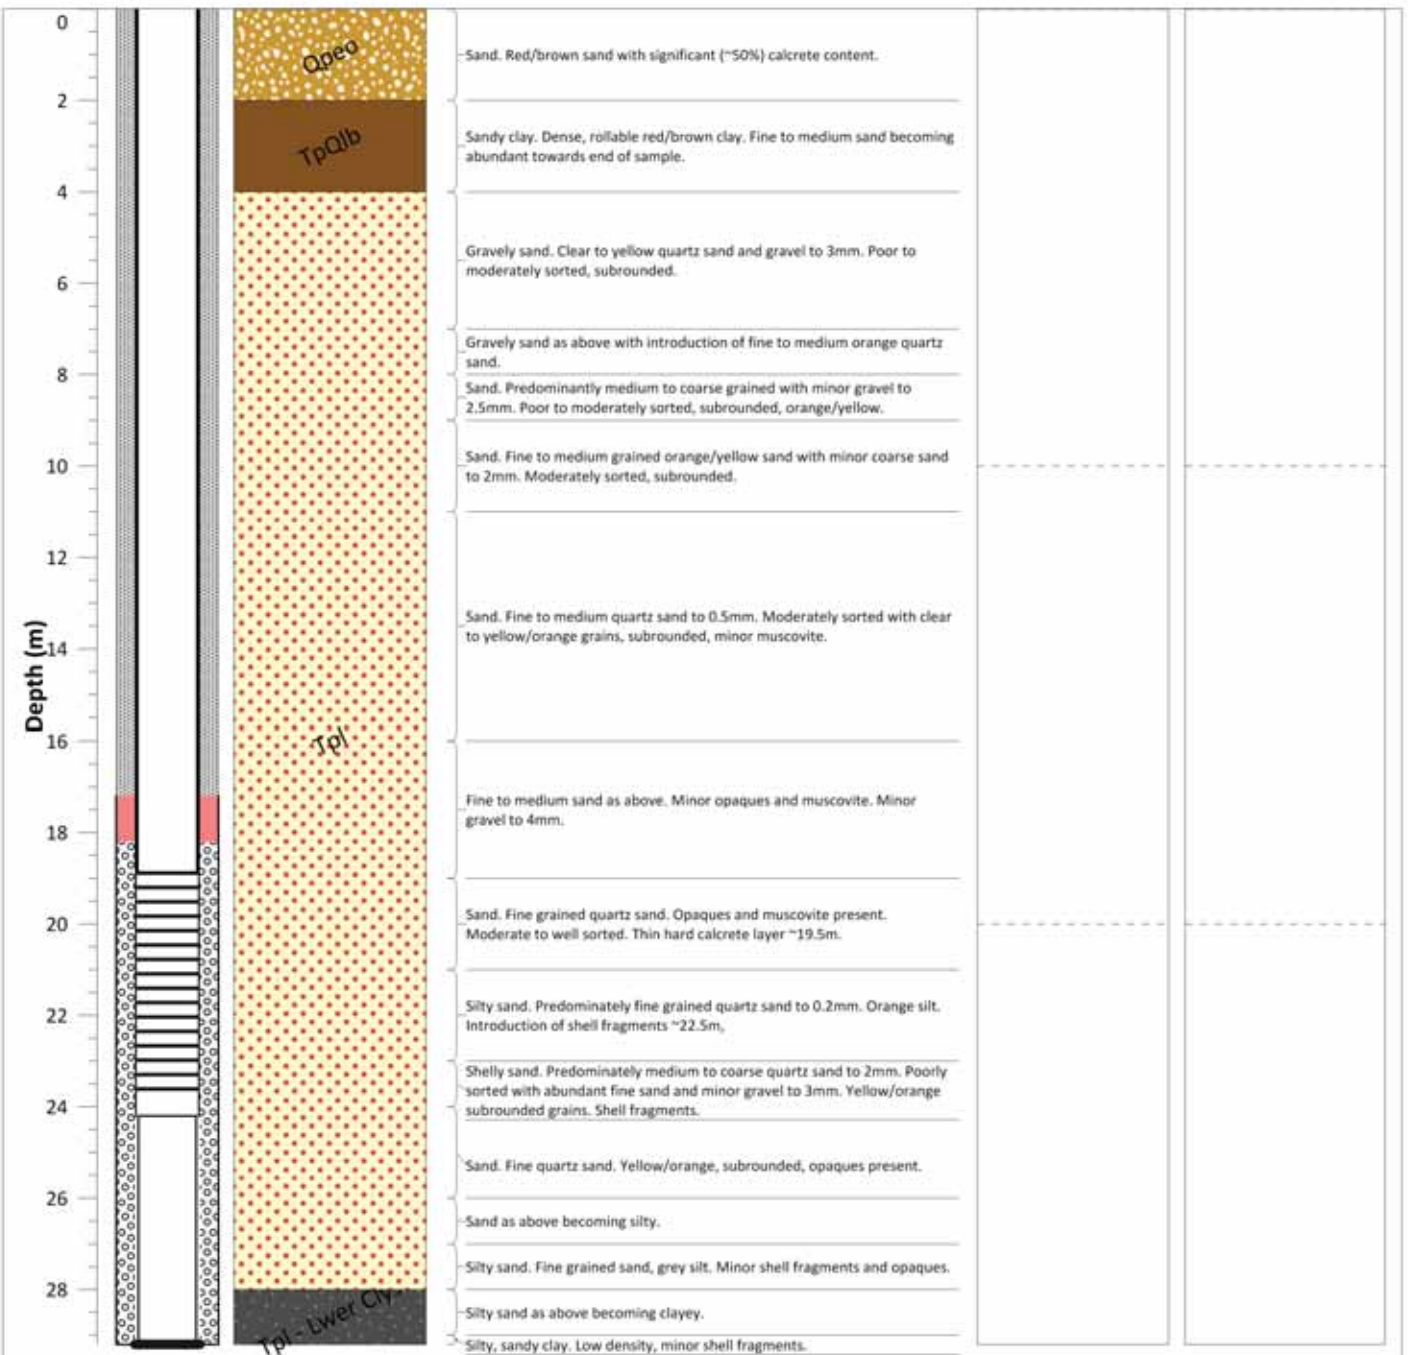 0
Qpeo
Sand. Red/brown sand with significant (~50%) calcrete content.
2
TpQlb
Sandy clay. Dense, rollable red/brown clay. Fine to medium sand becoming
abundant towards end of sample.
4
Gravely sand. Clear to yellow quartz sand and gravel to 3mm. Poor to
moderately sorted, subrounded.
6
Gravely sand as above with introduction of fine to medium orange quartz
sand.
8
Sand. Predominantly medium to coarse grained with minor gravel to
2.5mm. Poor to moderately sorted, subrounded, orange/yellow.
10
Sand. Fine to medium grained orange/yellow sand with minor coarse sand
to 2mm. Moderately sorted, subrounded.
12
Sand. Fine to medium quartz sand to 0.5mm. Moderately sorted with clear
to yellow/orange grains, subrounded, minor muscovite.
14
Depth (m)
16
Tpl
Fine to medium sand as above. Minor opaques and muscovite. Minor
gravel to 4mm.
18
Sand. Fine grained quartz sand. Opaques and muscovite present.
Moderate to well sorted. Thin hard calcrete layer ~19.5m.
20
Silty sand. Predominately fine grained quartz sand to 0.2mm. Orange silt.
Introduction of shell fragments ~22.5m.
22
Shelly sand. Predominately medium to coarse quartz sand to 2mm. Poorly
sorted with abundant fine sand and minor gravel to 3mm. Yellow/orange
subrounded grains. Shell fragments.
24
Sand. Fine quartz sand. Yellow/orange, subrounded, opaques present.
26
Sand as above becoming silty.
Silty sand. Fine grained sand, grey silt. Minor shell fragments and opaques.
28
Tpl - Lwer Cly
Silty sand as above becoming clayey.
Silty, sandy clay. Low density, minor shell fragments.